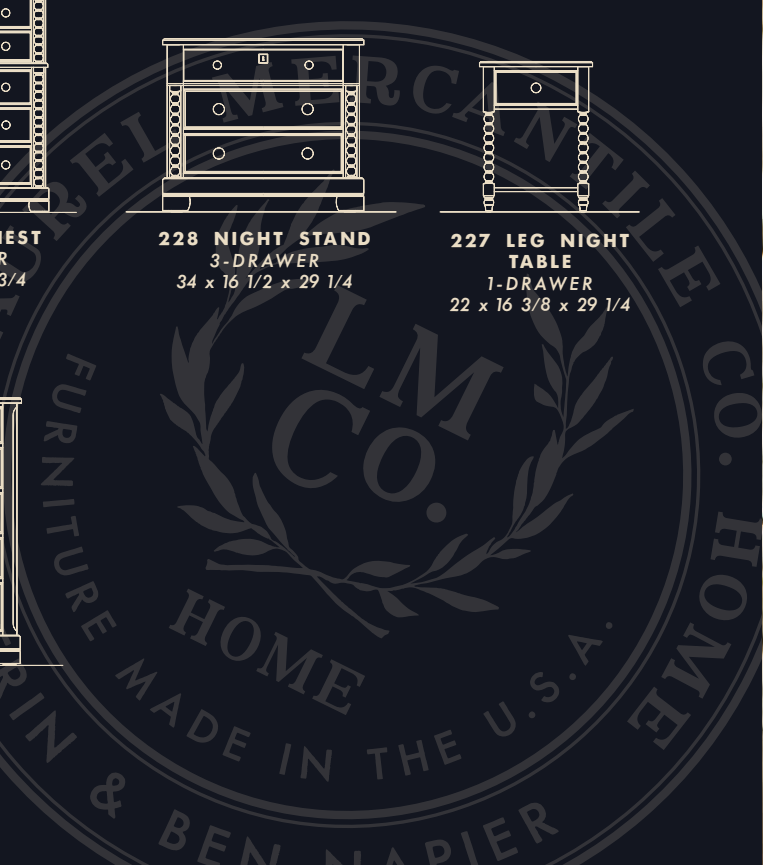 228 NIGHT STAND
3-DRAWER
34 x 16 1/2 x 29 1/4
227 LEG NIGHT
TABLE
1-DRAWER
22 x 16 3/8 x 29 1/4
EST
R
3/4
UREL MERCANTILE CO. HOME
LM
CO.
HOME
FURNITURE MADE IN THE U.S.A.
RIN & BEN NAPIER